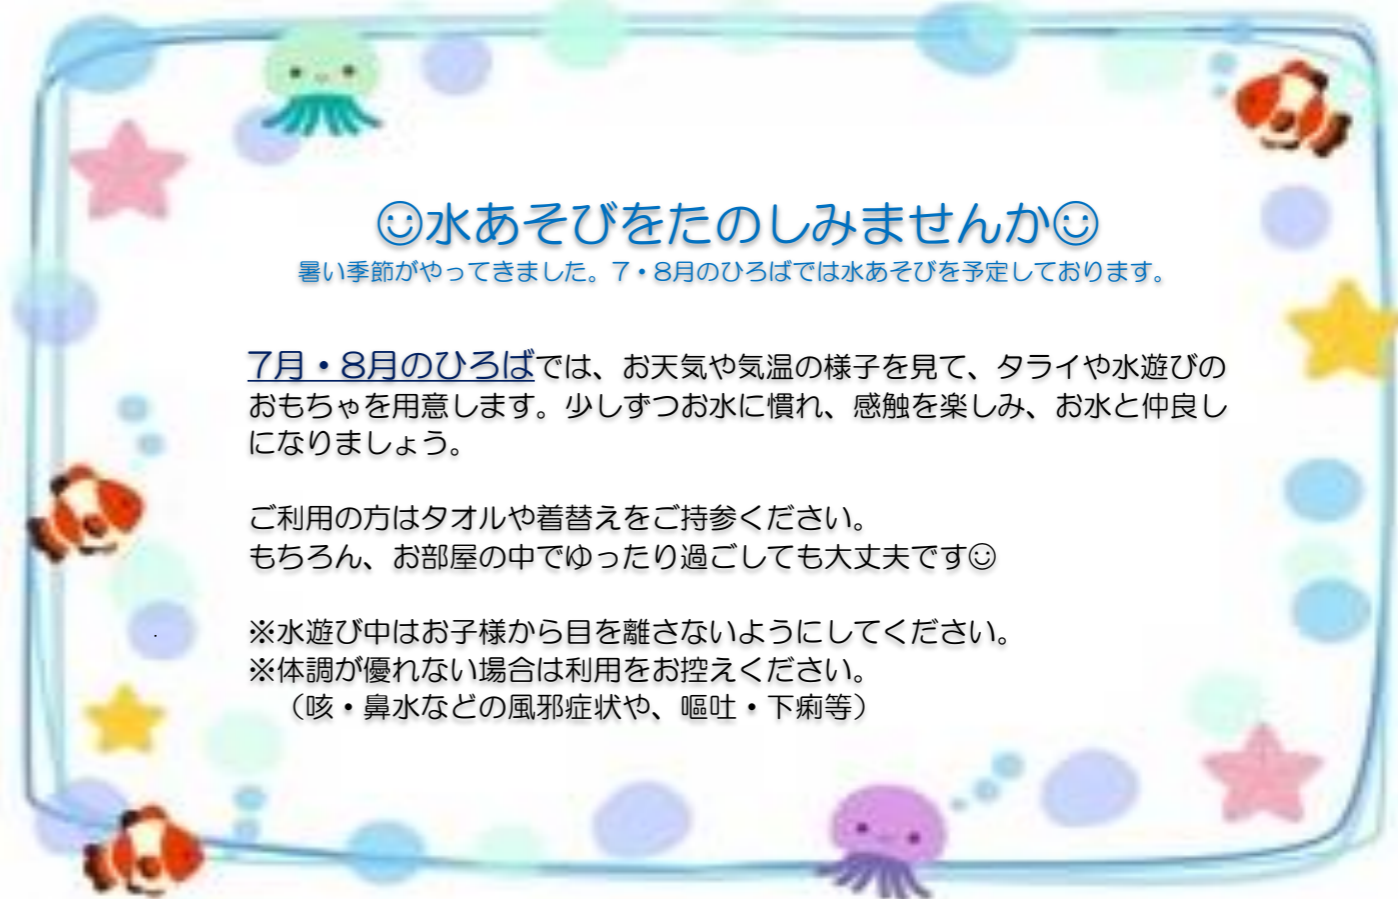 ☺水あそびをたのしみませんか☺
暑い季節がやってきました。7・8月のひろばでは水あそびを予定しております。
7月・8月のひろばでは、お天気や気温の様子を見て、タライや水遊びの
おもちゃを用意します。少しずつお水に慣れ、感触を楽しみ、お水と仲良し
になりましょう。
ご利用の方はタオルや着替えをご持参ください。
もちろん、お部屋の中でゆったり過ごしても大丈夫です☺
※水遊び中はお子様から目を離さないようにしてください。
※体調が優れない場合は利用をお控えください。
（咳・鼻水などの風邪症状や、嘔吐・下痢等）